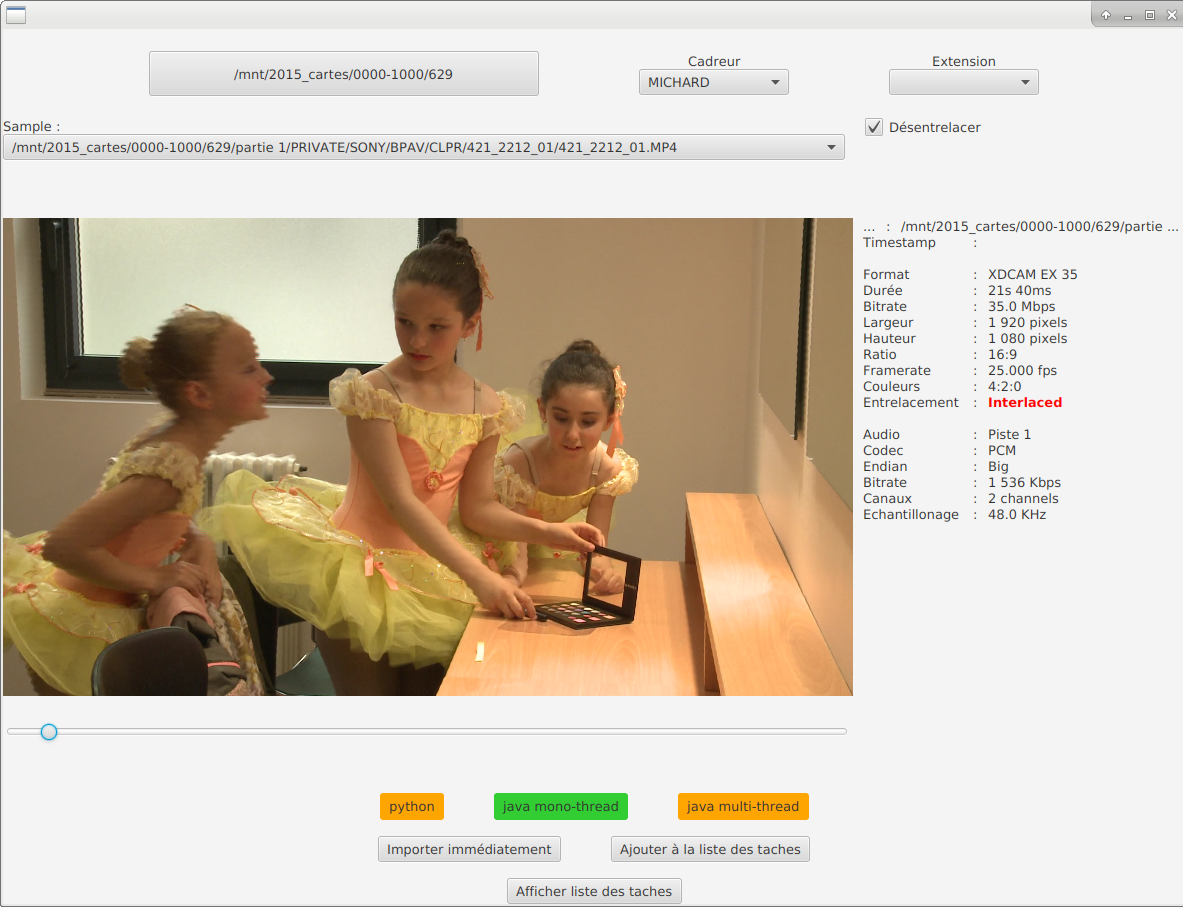 /mnt/2015_cartes/0000-1000/629
Cadreur
MICHARD
Extension
Sample :
/mnt/2015_cartes/0000-1000/629/partie 1/PRIVATE/SONY/BPAV/CLPR/421_2212_01/421_2212_01.MP4
Désentrelacer
... : /mnt/2015_cartes/0000-1000/629/partie ...
Timestamp :
Format : XDCAM EX 35
Durée : 21s 40ms
Bitrate : 35.0 Mbps
Largeur : 1 920 pixels
Hauteur : 1 080 pixels
Ratio : 16:9
Framerate : 25.000 fps
Couleurs : 4:2:0
Entrelacement : Interlaced
Audio : Piste 1
Codec : PCM
Endian : Big
Bitrate : 1 536 Kbps
Canaux : 2 channels
Echantillonage : 48.0 KHz
python
java mono-thread
java multi-thread
Importer immédiatement
Ajouter à la liste des taches
Afficher liste des taches